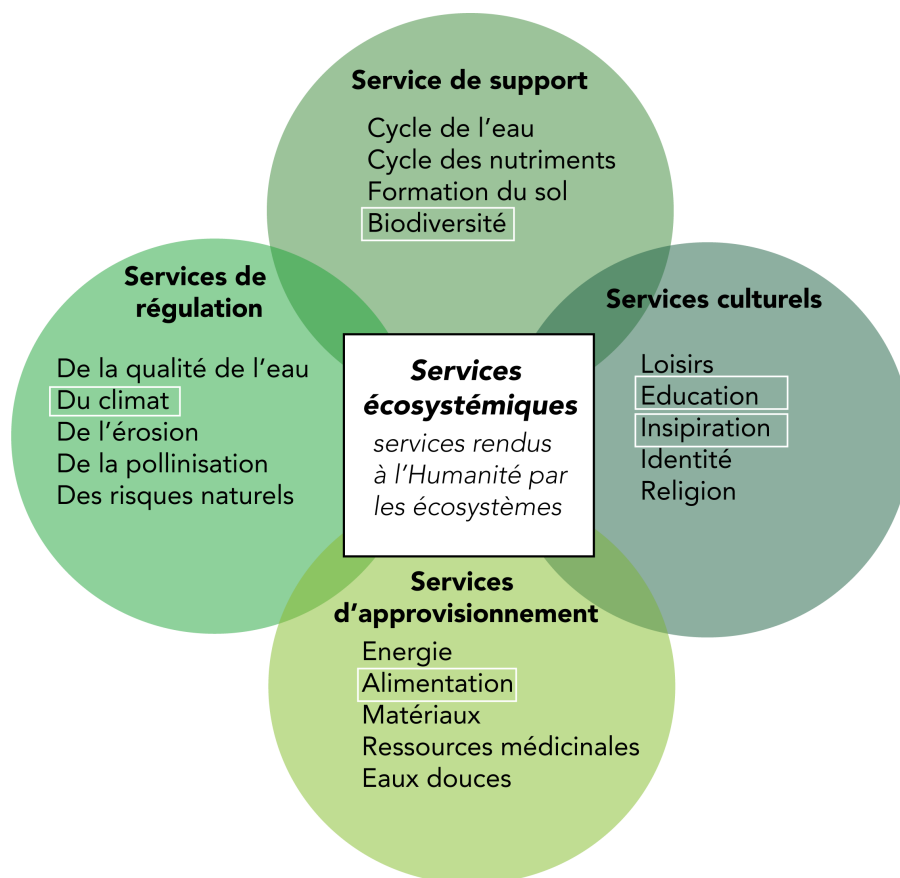 Service de support
Cycle de l'eau
Cycle des nutriments
Formation du sol
Biodiversité
Services de
régulation
De la qualité de l'eau
Du climat
De l'érosion
De la pollinisation
Des risques naturels
Services
écosystémiques
services rendus
à l'Humanité par
les écosystèmes
Services culturels
Loisirs
Education
Insipiration
Identité
Religion
Services
d'approvisionnement
Energie
Alimentation
Matériaux
Ressources médicinales
Eaux douces